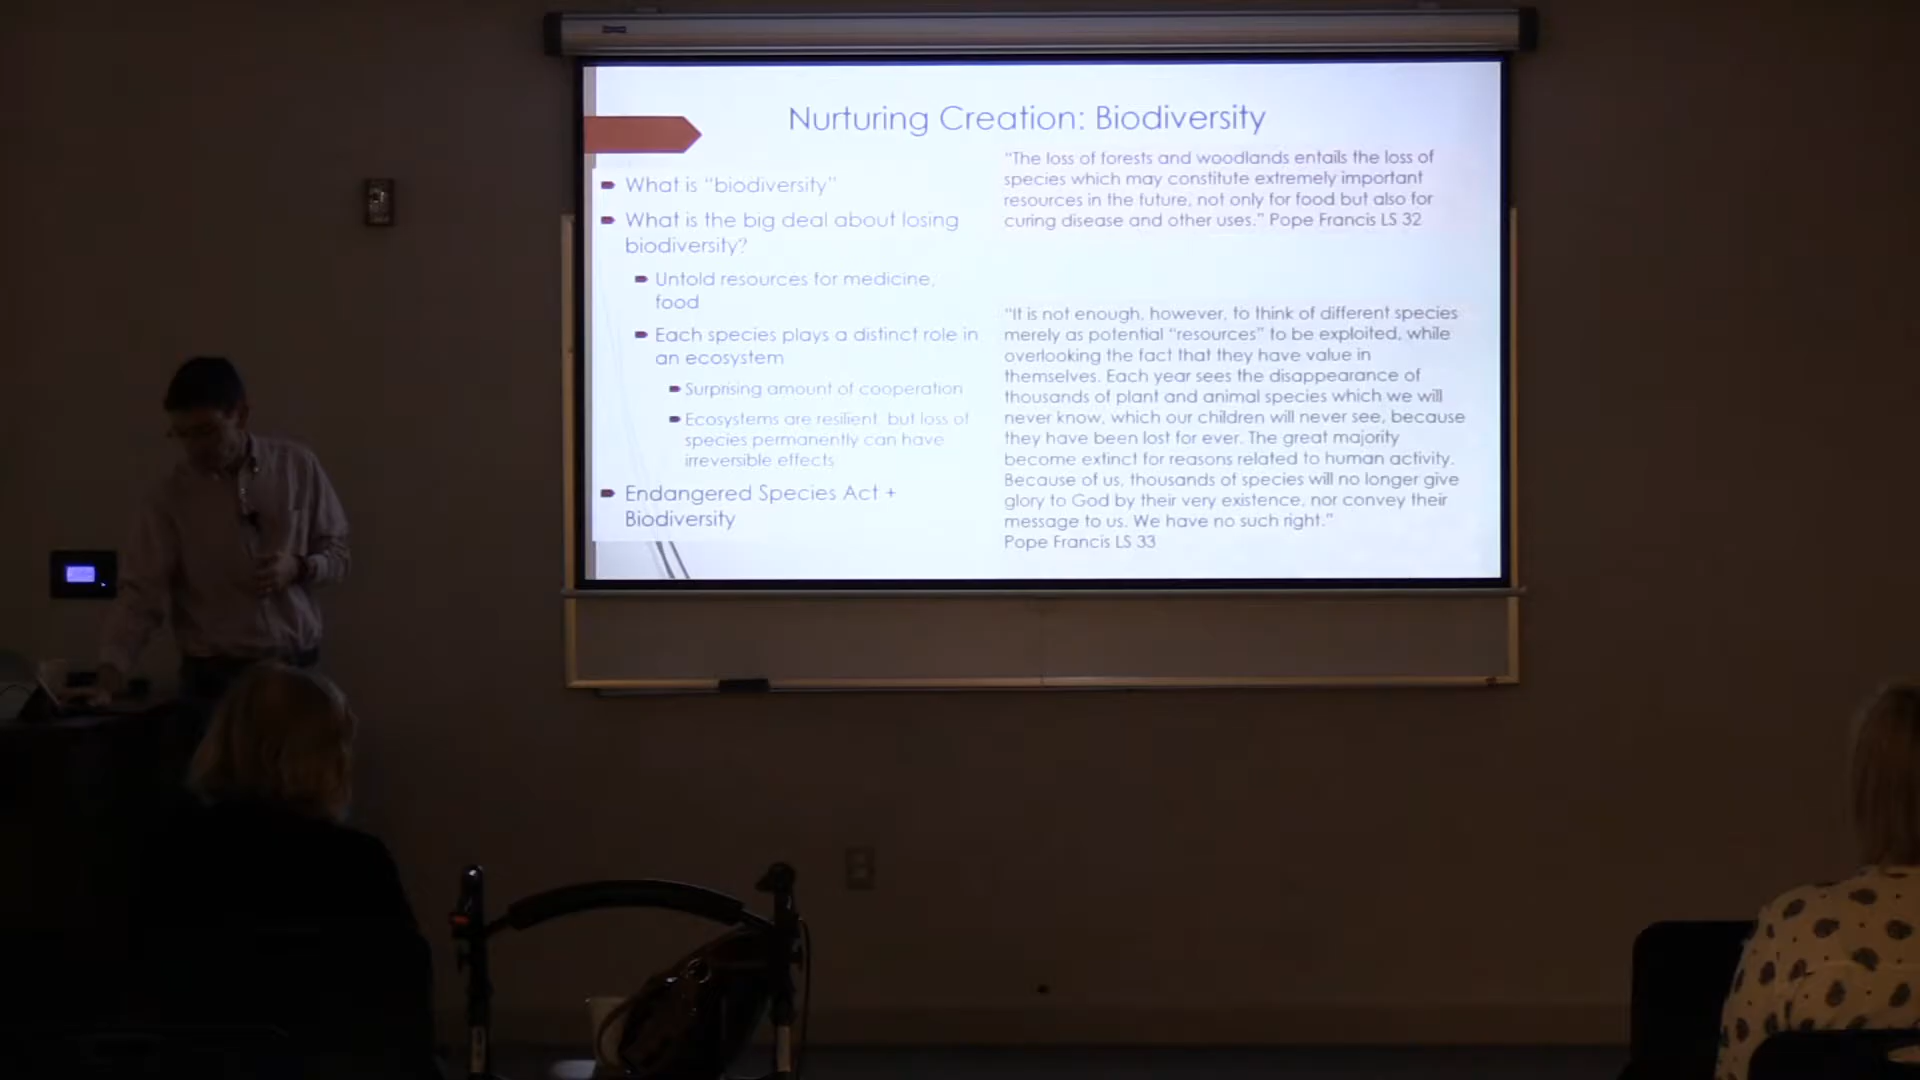 Nurturing Creation: Biodiversity
What is “biodiversity”
What is the big deal about losing
biodiversity?
Untold resources for medicine,
food
Each species plays a distinct role in
an ecosystem
Surprising amount of cooperation
Ecosystems are resilient, but loss of
species permanently can have
irreversible effects
Endangered Species Act +
Biodiversity
“The loss of forests and woodlands entails the loss of
species which may constitute extremely important
resources in the future, not only for food but also for
curing disease and other uses.” Pope Francis LS 32
“It is not enough, however, to think of different species
merely as potential “resources” to be exploited, while
overlooking the fact that they have value in
themselves. Each year sees the disappearance of
thousands of plant and animal species which we will
never know, which our children will never see, because
they have been lost for ever. The great majority
become extinct for reasons related to human activity.
Because of us, thousands of species will no longer give
glory to God by their very existence, nor convey their
message to us. We have no such right.”
Pope Francis LS 33